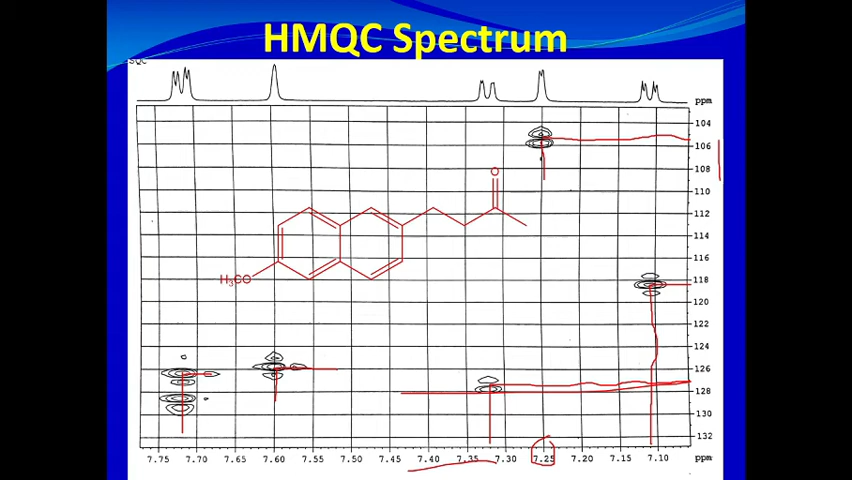 HMQC Spectrum
SQC
ppm
104
106
108
110
112
114
116
118
120
122
124
126
128
130
132
O
H3CO
7.75 7.70 7.65 7.60 7.55 7.50 7.45 7.40 7.35 7.30 7.25 7.20 7.15 7.10 ppm